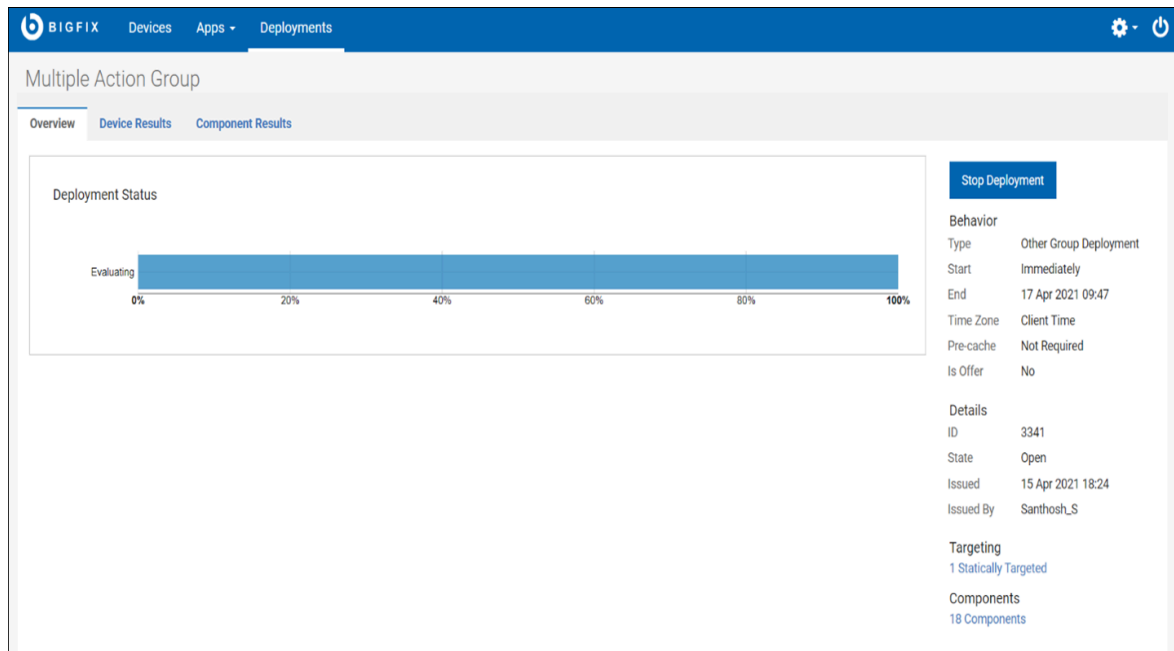 BIGFIX Devices Apps Deployments
Multiple Action Group
Overview Device Results Component Results
Deployment Status
Evaluating
0% 20% 40% 60% 80% 100%
Stop Deployment
Behavior
Type Other Group Deployment
Start Immediately
End 17 Apr 2021 09:47
Time Zone Client Time
Pre-cache Not Required
Is Offer No
Details
ID 3341
State Open
Issued 15 Apr 2021 18:24
Issued By Santhosh_S
Targeting
1 Statically Targeted
Components
18 Components